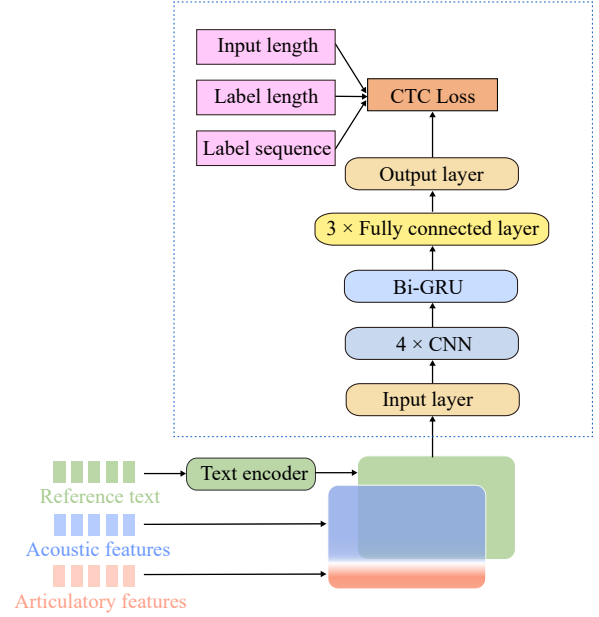 Input length
Label length
Label sequence
CTC Loss
Output layer
3 × Fully connected layer
Bi-GRU
4 × CNN
Input layer
Text encoder
Reference text
Acoustic features
Articulatory features